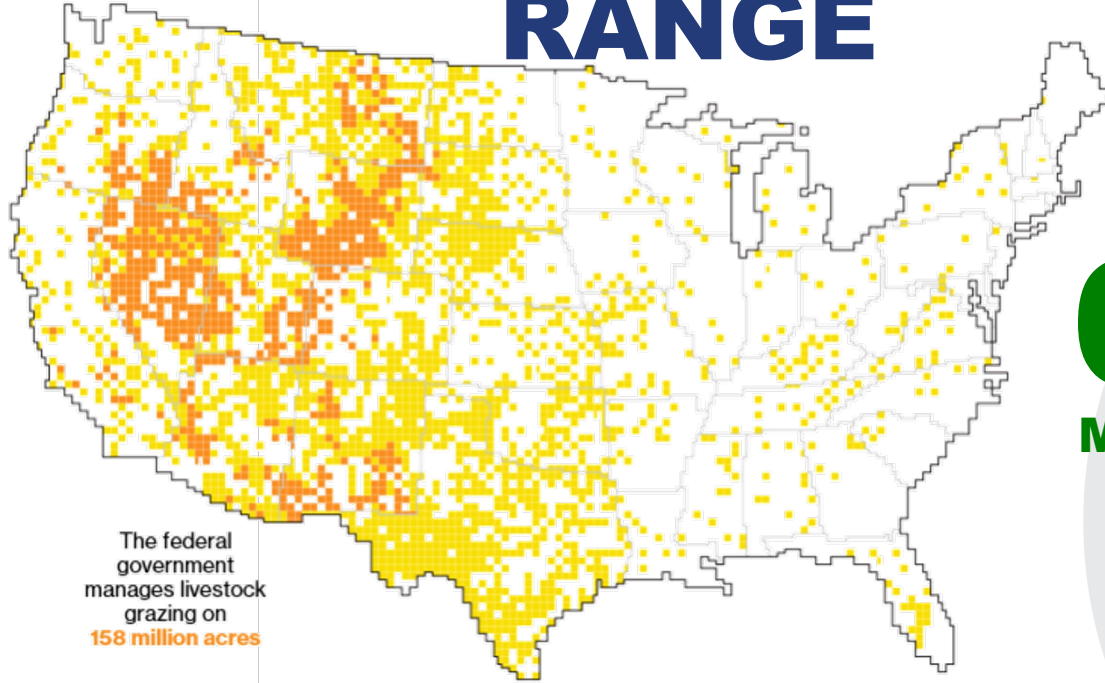 RANGE
The federal
government
manages livestock
grazing on
158 million acres